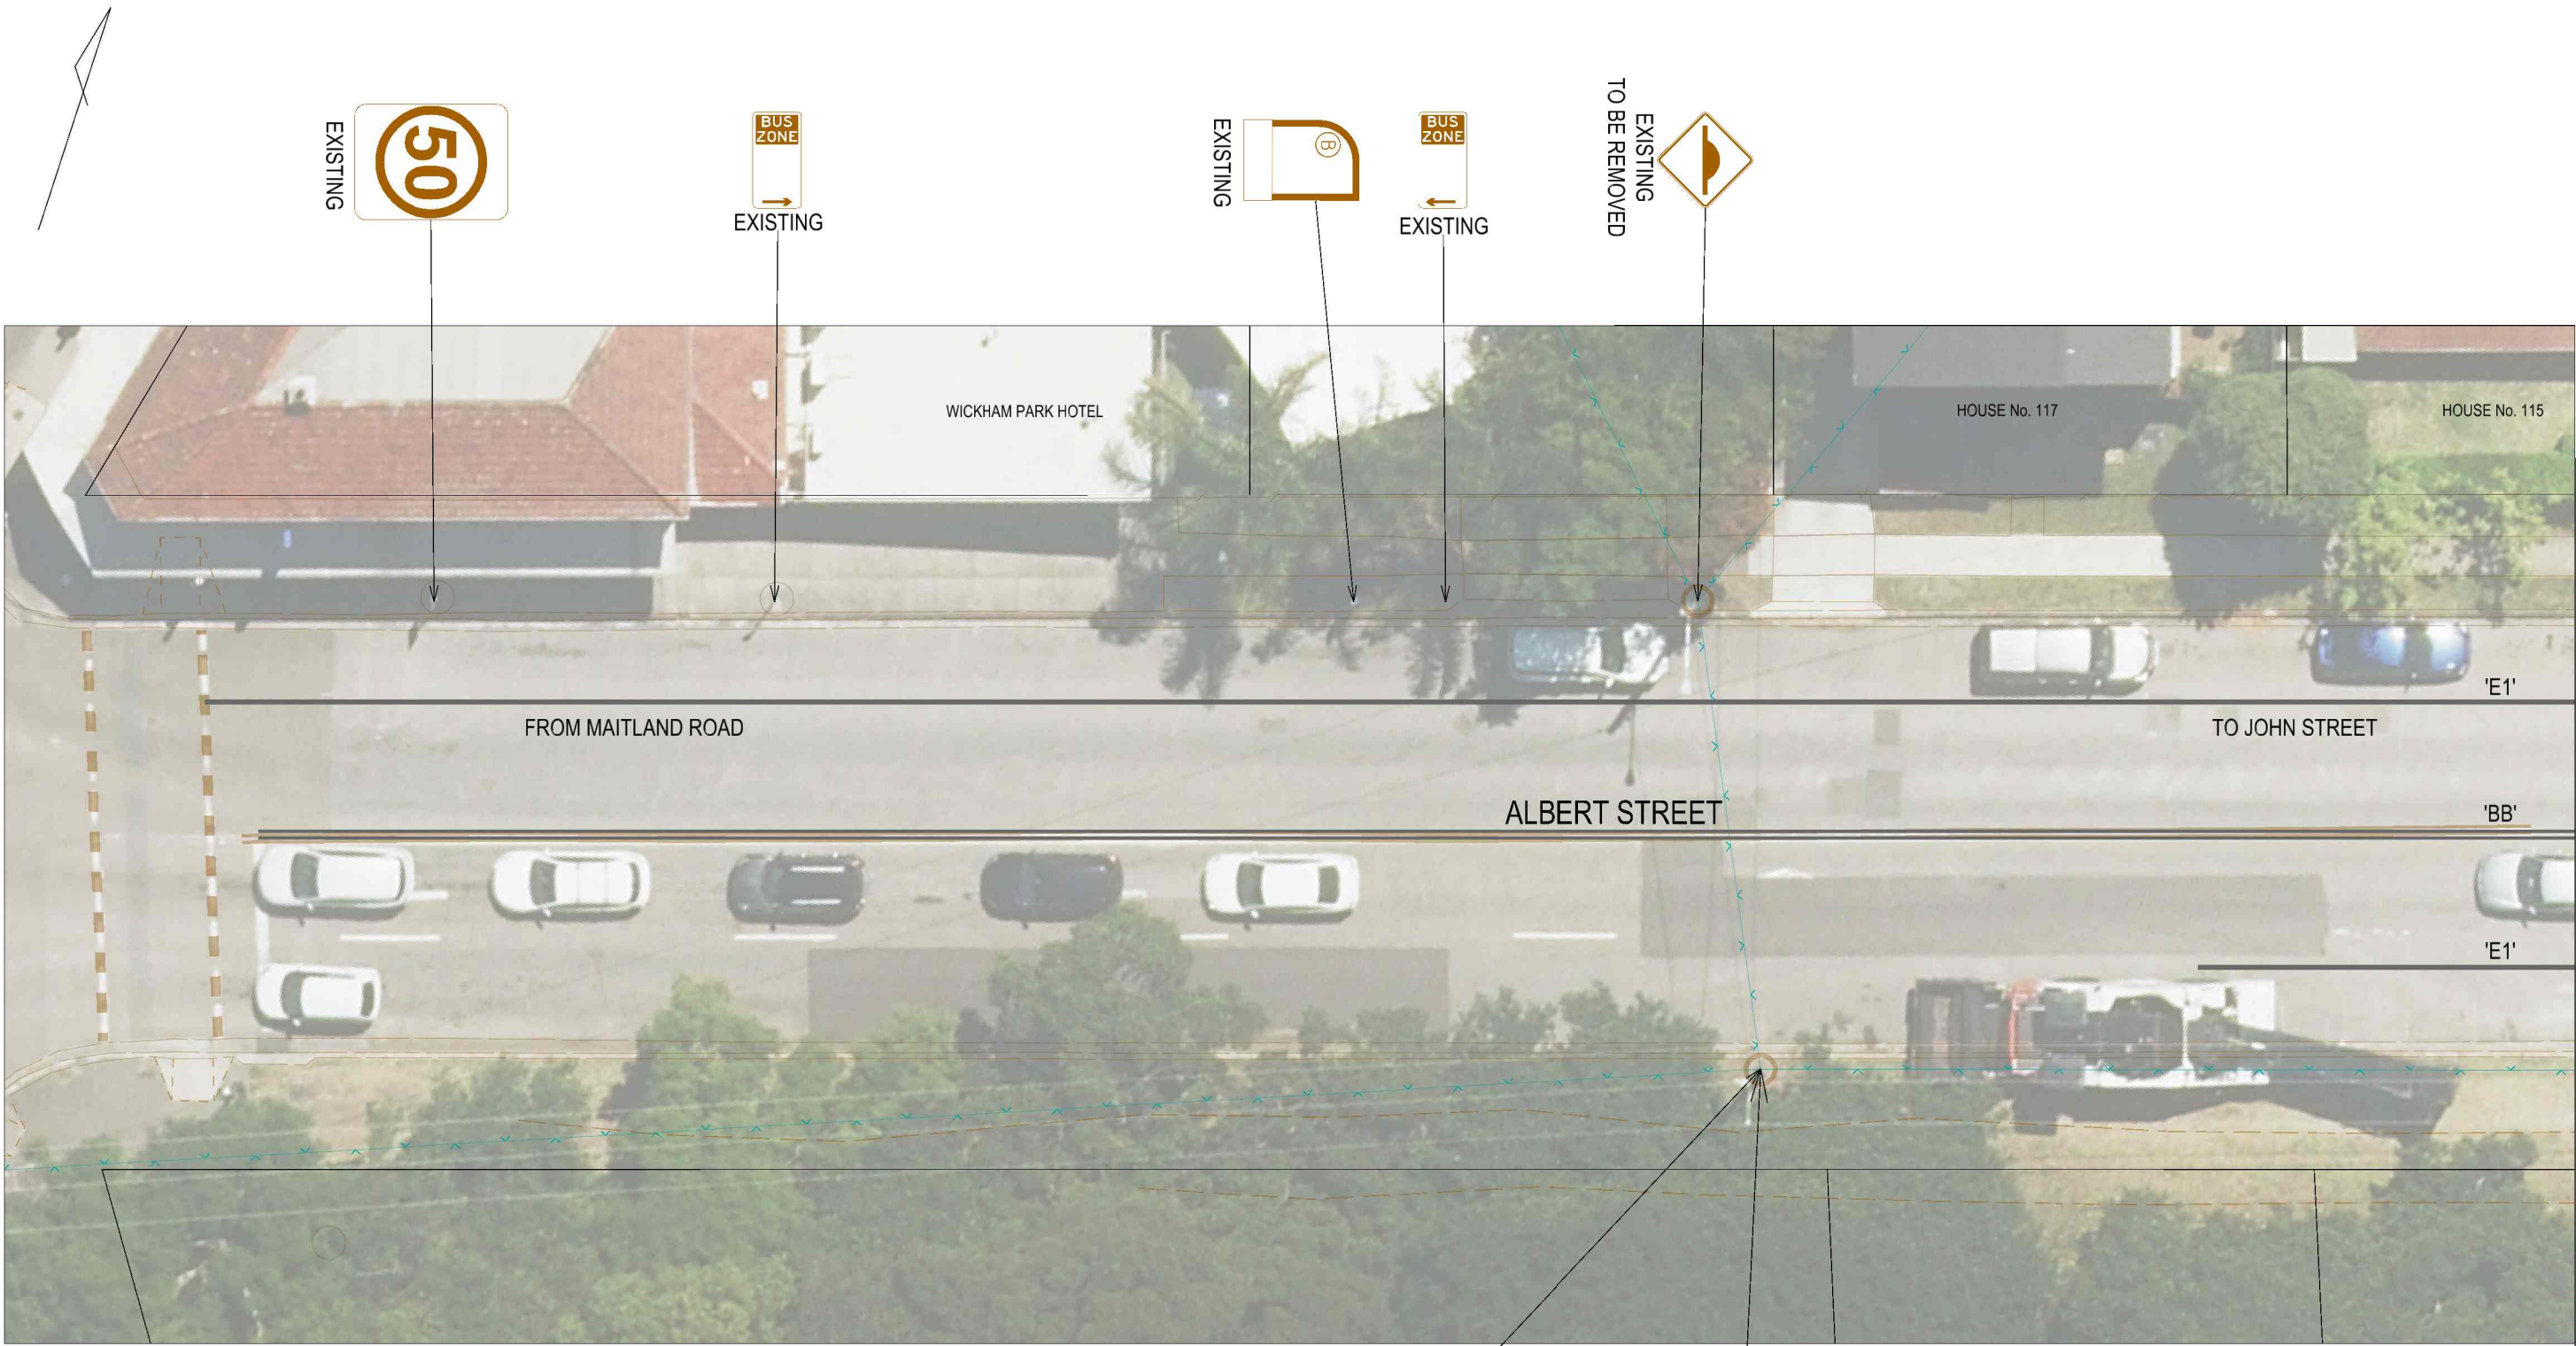 50
EXISTING
BUS
ZONE
EXISTING
B
EXISTING
BUS
ZONE
EXISTING
EXISTING
TO BE REMOVED
WICKHAM PARK HOTEL
HOUSE No. 117
HOUSE No. 115
'E1'
FROM MAITLAND ROAD
TO JOHN STREET
ALBERT STREET
'BB'
'E1'